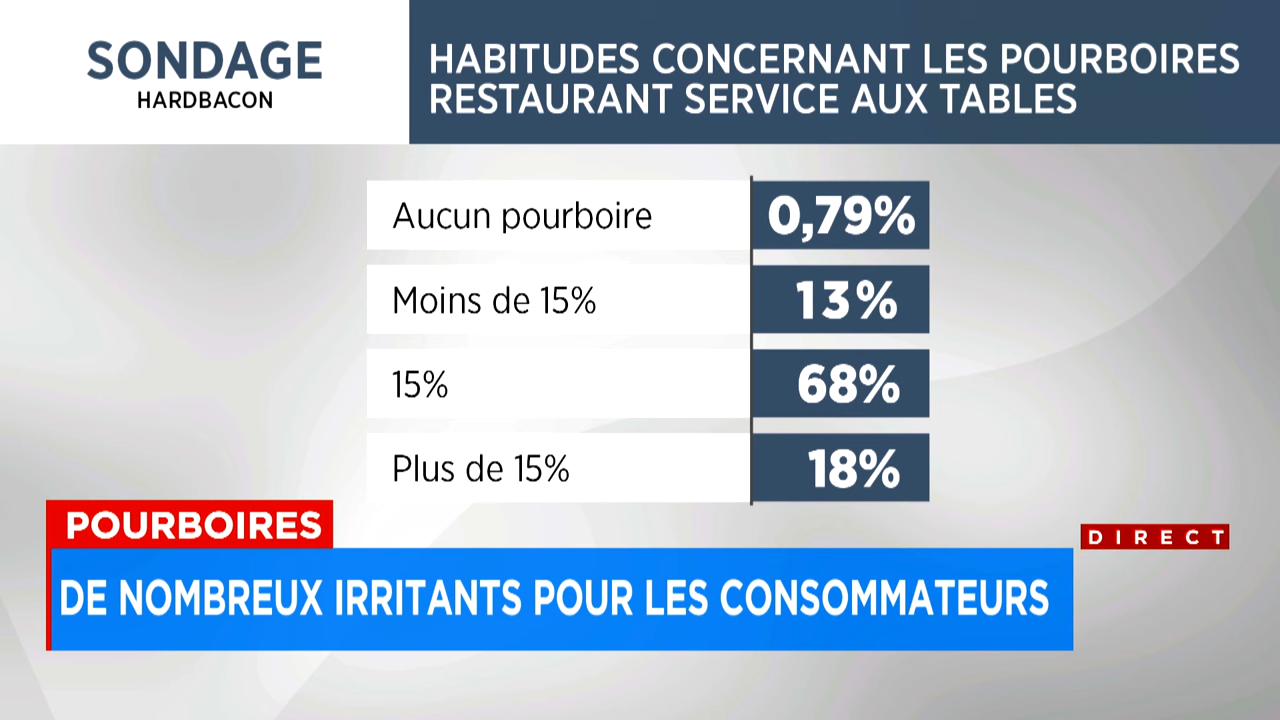 SONDAGE
HARDBACON
HABITUDES CONCERNANT LES POURBOIRES
RESTAURANT SERVICE AUX TABLES
Aucun pourboire 0,79%
Moins de 15% 13%
15% 68%
Plus de 15% 18%
POURBOIRES
DIRECT
DE NOMBREUX IRRITANTS POUR LES CONSOMMATEURS